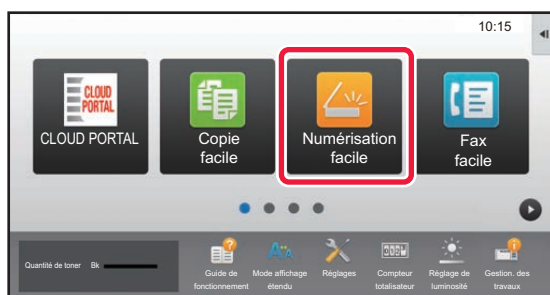 10:15
CLOUD
PORTAL
CLOUD PORTAL
Copie
facile
Numérisation
facile
Fax
facile
Quantité de toner Bk
Guide de
fonctionnement
Mode affichage
étendu
Réglages
Compteur
totalisateur
Réglage de
luminosité
Gestion. des
travaux